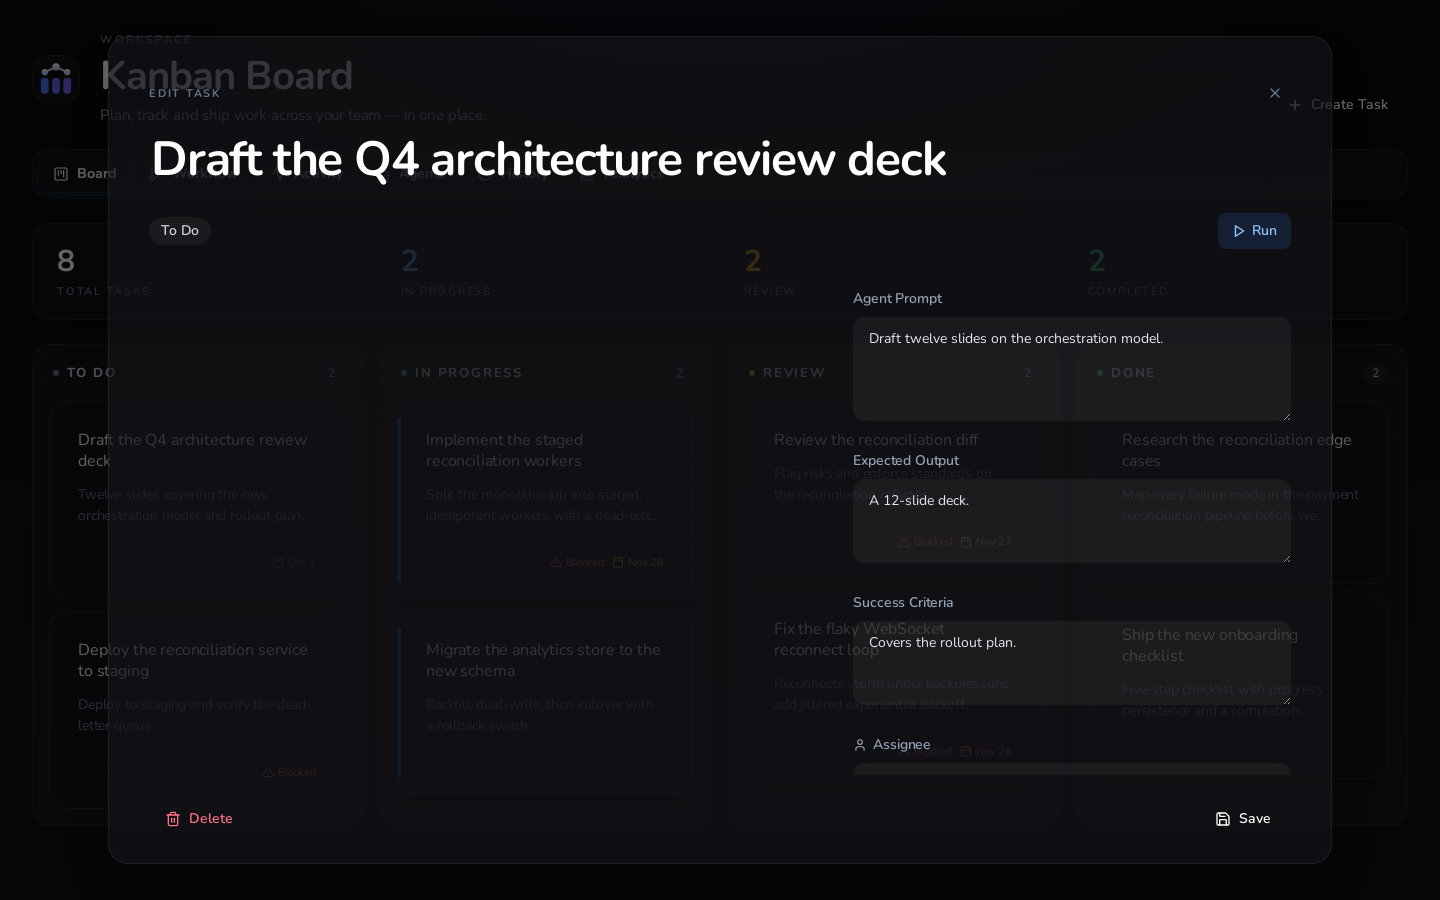 WORKSPACE
Kanban Board
EDIT TASK
Create Task
Plan, track and ship work across your team — in one place.
Draft the Q4 architecture review deck
Board
To Do
Run
8
2
2
2
TOTAL TASKS
IN PROGRESS
REVIEW
COMPLETED
Agent Prompt
Draft twelve slides on the orchestration model.
TO DO
2
IN PROGRESS
2
REVIEW
2
DONE
2
Draft the Q4 architecture review
deck
Twelve slides covering the new
orchestration model and rollout plan.
Dec 1
Deploy the reconciliation service
to staging
Deploy to staging and verify the dead-
letter queue.
Blocked
Implement the staged
reconciliation workers
Split the monolithic job into staged,
idempotent workers with a dead-lett...
Blocked
Nov 28
Migrate the analytics store to the
new schema
Backfill, dual-write, then cutover with
a rollback switch.
Review the reconciliation diff
Flag risks and enforce standards on
the reconciliation
Blocked
Nov 27
Fix the flaky WebSocket
reconnect loop
Reconnects storm under backpressure;
add jittered exponential backoff.
Blocked
Nov 26
Research the reconciliation edge
cases
Map every failure mode in the payment
reconciliation pipeline before we...
Ship the new onboarding
checklist
Five-step checklist with progress
persistence and a completion...
Expected Output
A 12-slide deck.
Success Criteria
Covers the rollout plan.
Assignee
Delete
Save